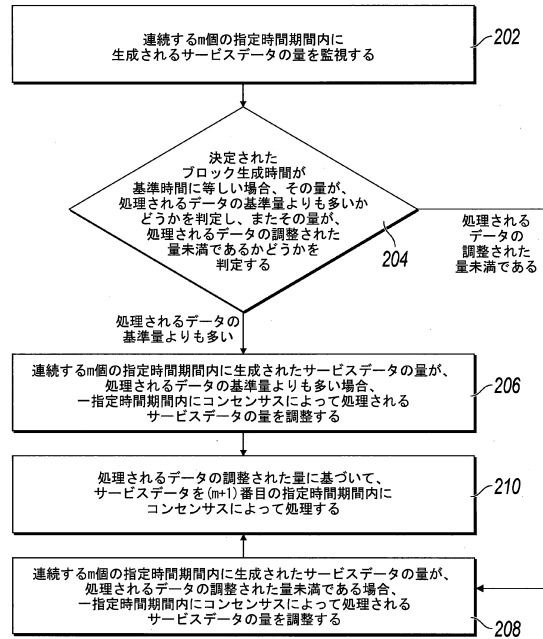 連続するm個の指定時間期間内に
生成されるサービスデータの量を監視する
202
決定された
ブロック生成時間が
基準時間に等しい場合、その量が、
処理されるデータの基準量よりも多いか
どうかを判定し、またその量が、
処理されるデータの調整された
量未満であるかどうかを
判定する
204
処理される
データの
調整された
量未満である
処理されるデータの
基準量よりも多い
連続するm個の指定時間期間内に生成されたサービスデータの量が、
処理されるデータの基準量よりも多い場合、
一指定時間期間内にコンセンサスによって処理される
サービスデータの量を調整する
206
処理されるデータの調整された量に基づいて、
サービスデータを(m+1)番目の指定時間期間内に
コンセンサスによって処理する
210
連続するm個の指定時間期間内に生成されたサービスデータの量が、
処理されるデータの調整された量未満である場合、
一指定時間期間内にコンセンサスによって処理される
サービスデータの量を調整する
208